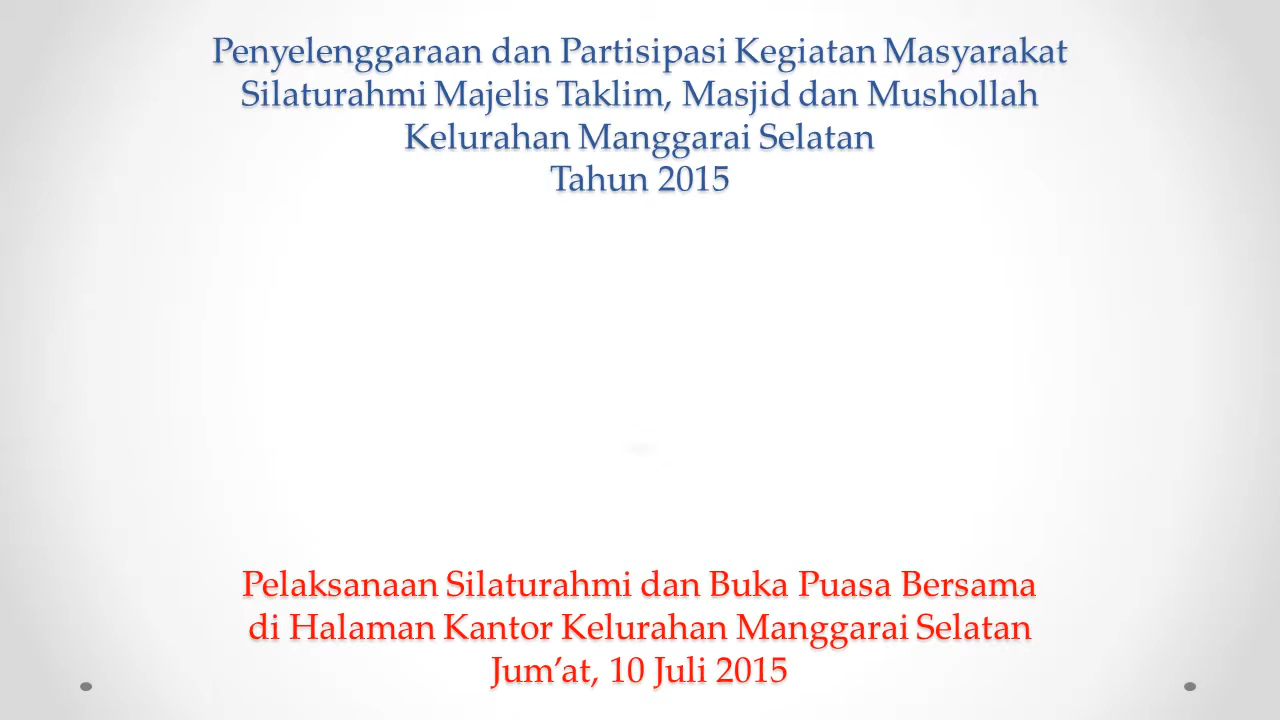 Penyelenggaraan dan Partisipasi Kegiatan Masyarakat
Silaturahmi Majelis Taklim, Masjid dan Mushollah
Kelurahan Manggarai Selatan
Tahun 2015
Pelaksanaan Silaturahmi dan Buka Puasa Bersama
di Halaman Kantor Kelurahan Manggarai Selatan
Jum’at, 10 Juli 2015